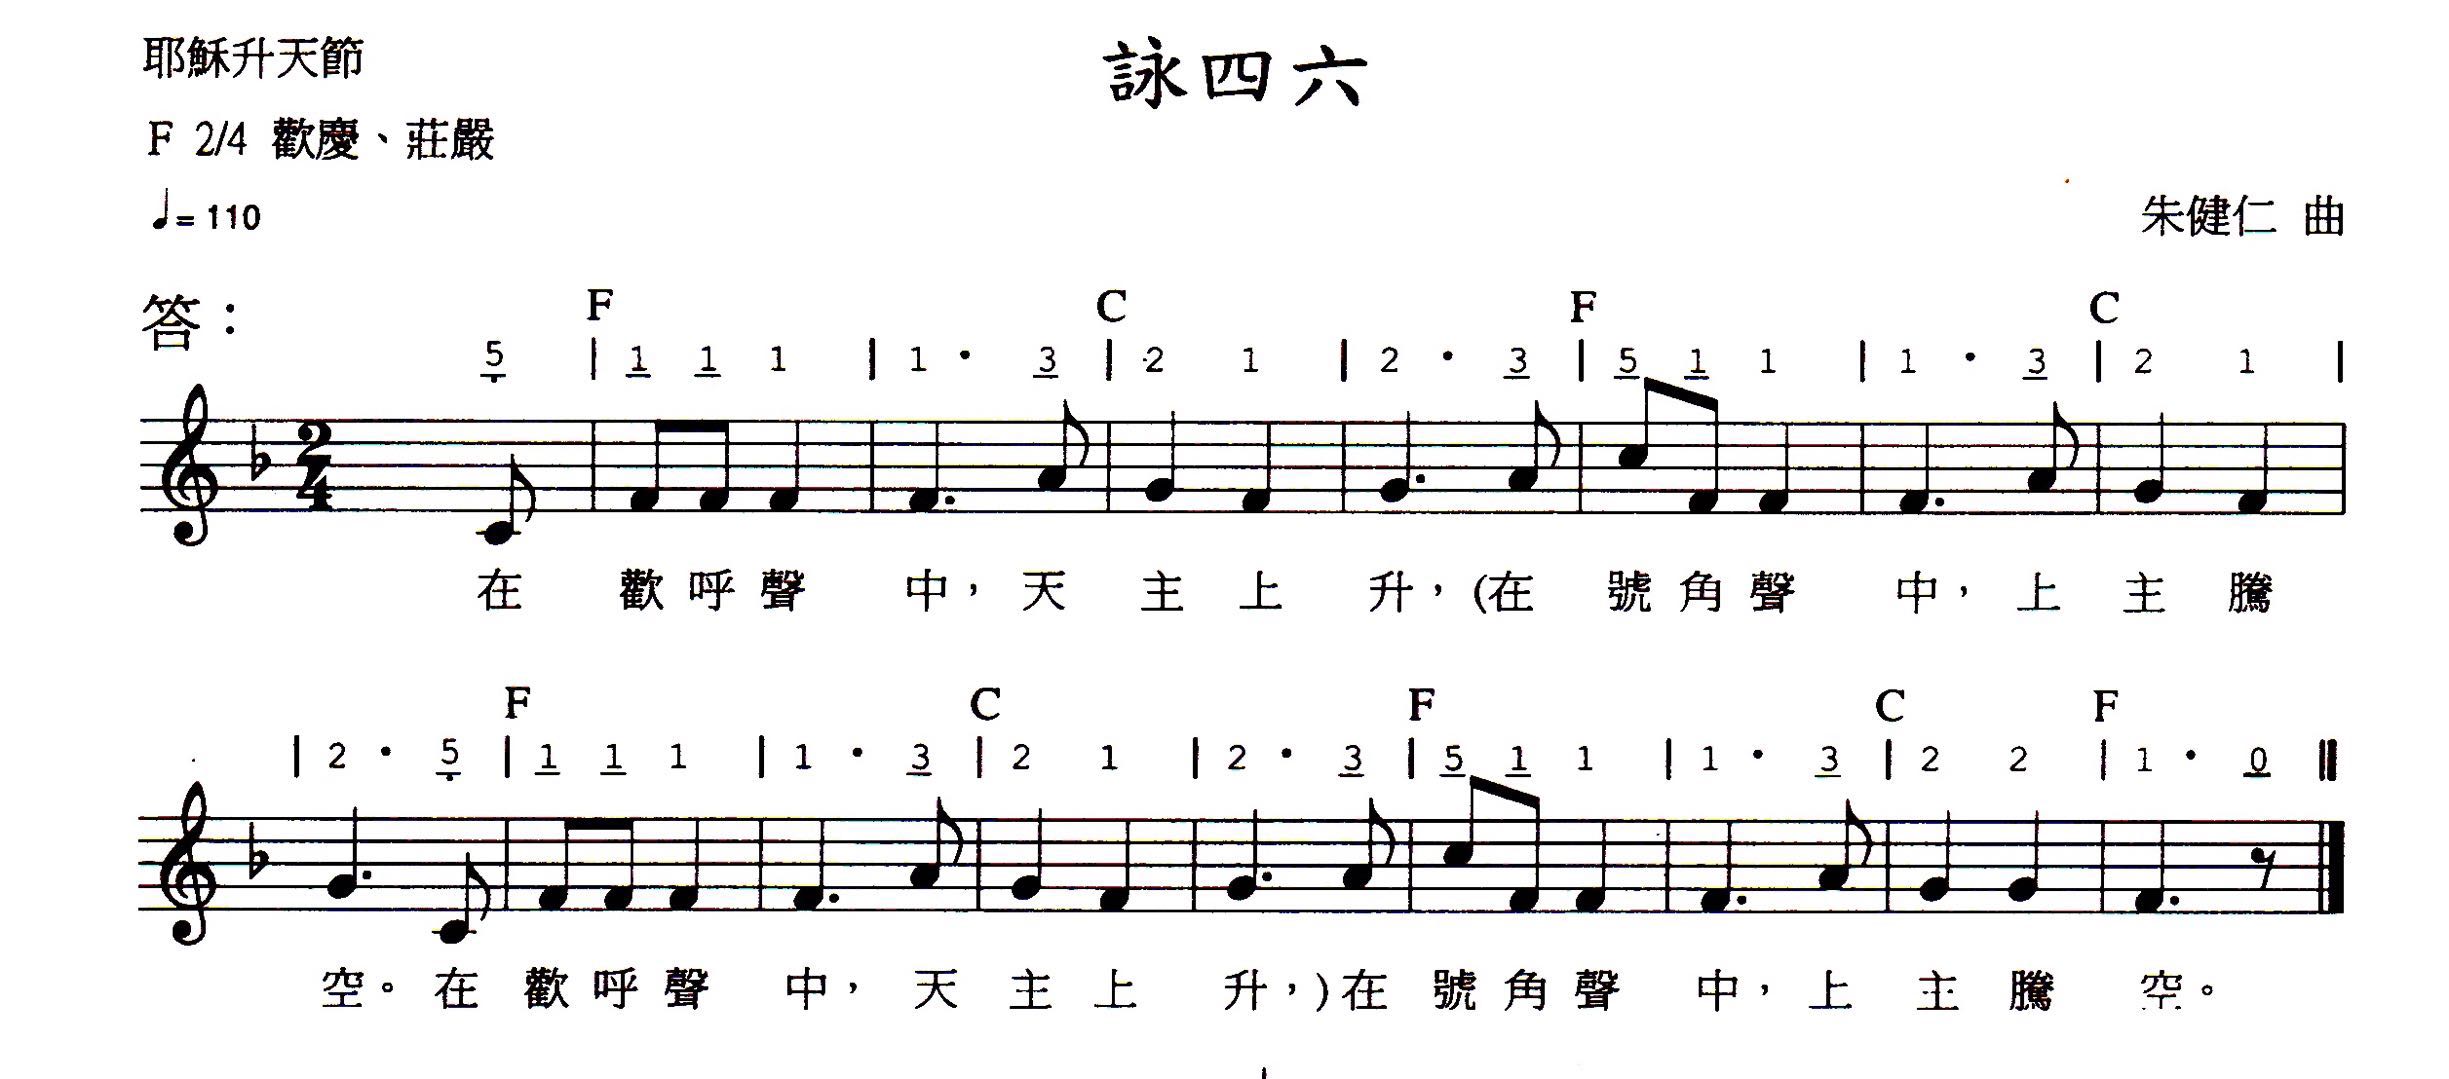 耶穌升天節
詠四六
F 2/4 歡慶、莊嚴
♩= 110
朱健仁 曲
答：
F C F C
5 | 1 1 1 | 1 • 3 | 2 1 | 2 • 3 | 5 1 1 | 1 • 3 | 2 1 |
2 4
在 歡呼聲 中，天 主 上 升，(在 號角聲 中，上 主 騰
F C F C F
| 2 • 5 | 1 1 1 | 1 • 3 | 2 1 | 2 • 3 | 5 1 1 | 1 • 3 | 2 2 | 1 • 0 ||
空。在 歡呼聲 中，天 主 上 升，)在 號角聲 中，上 主 騰 空。